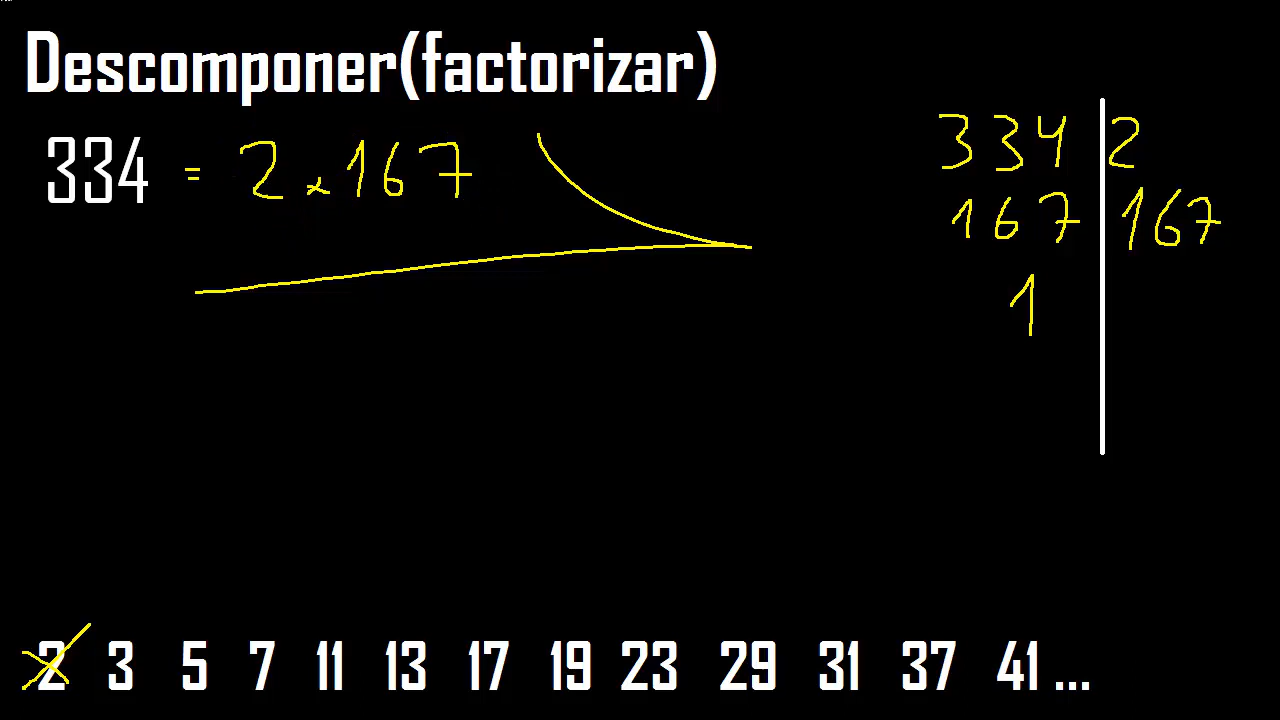 Descomponer(factorizar)
334 = 2 x 167
334 2
167 167
1
2 3 5 7 11 13 17 19 23 29 31 37 41 ...